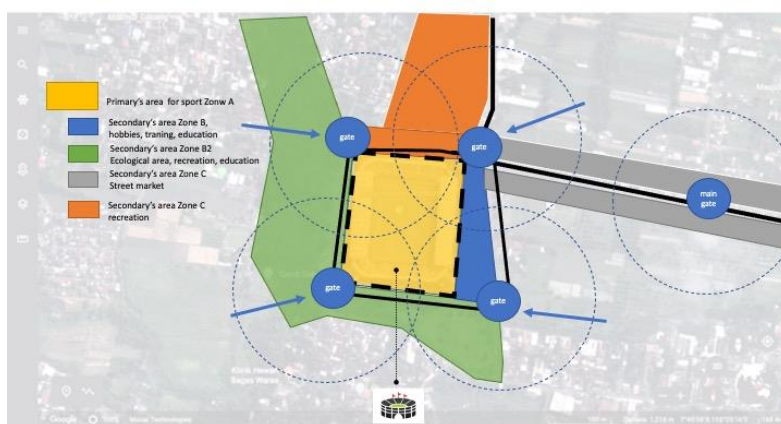 Primary's area for sport Zonw A
Secondary's area Zone B,
hobbies, traning, education
Secondary's area Zone B2
Ecological area, recreation, education
Secondary's area Zone C
Street market
Secondary's area Zone C
recreation
gate
gate
main
gate
gate
gate
Google